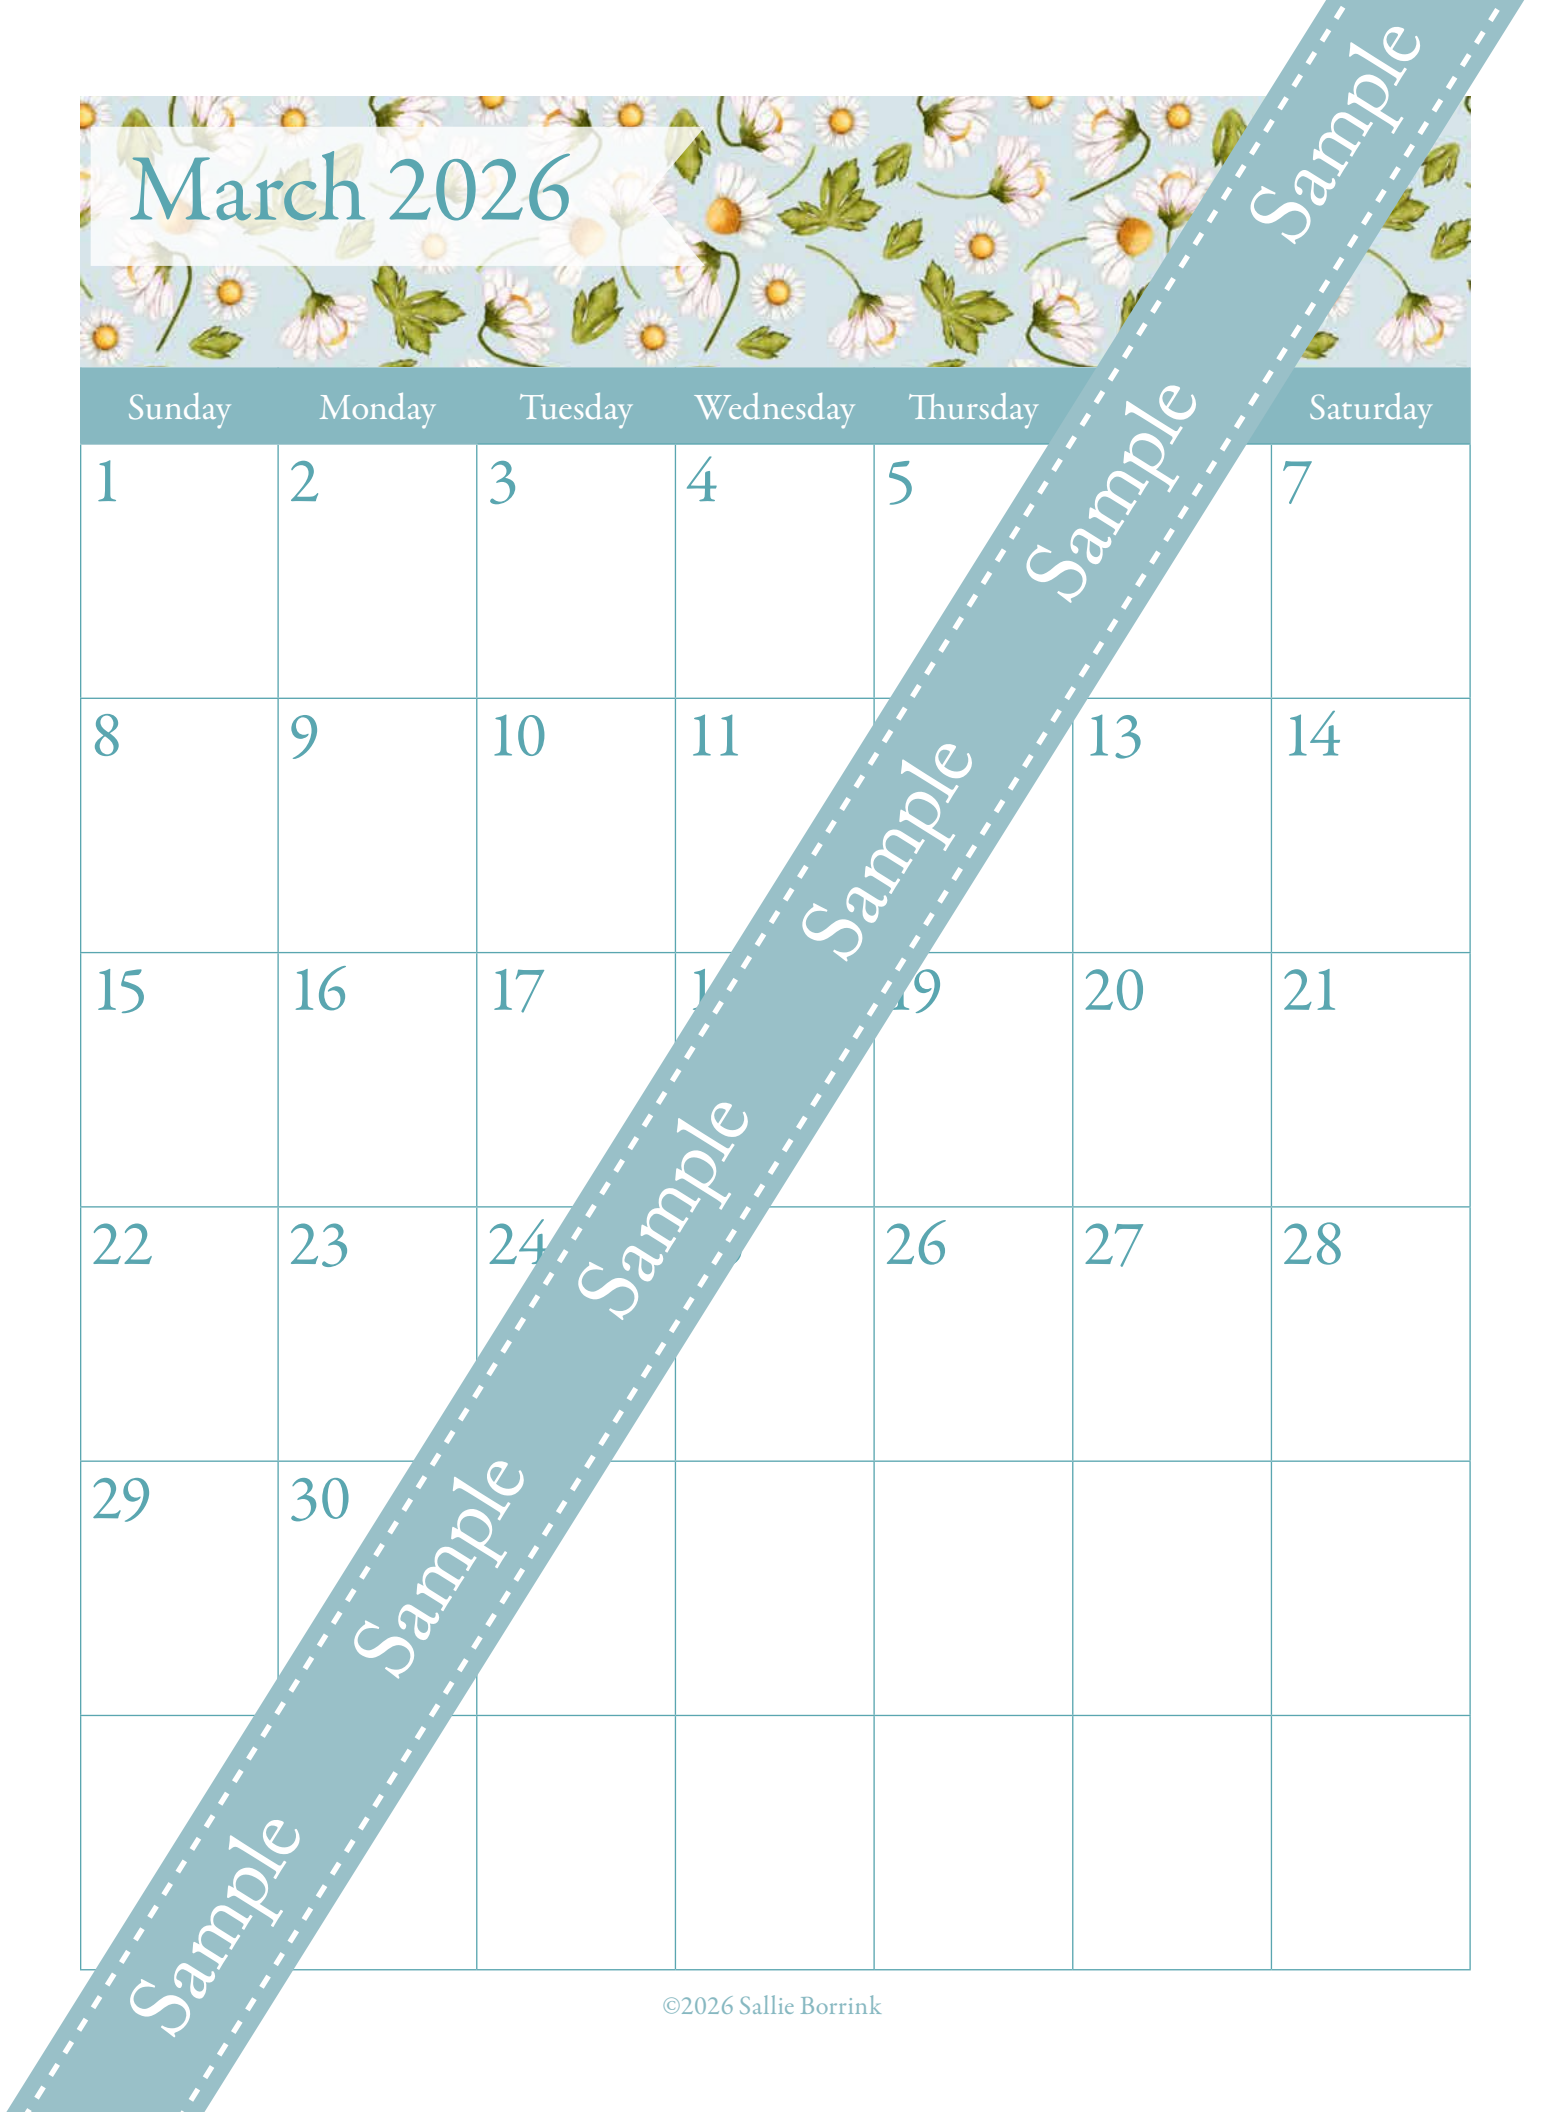 March 2026
Sunday Monday Tuesday Wednesday Thursday Saturday
1 2 3 4 5 7
8 9 10 11 13 14
15 16 17 19 20 21
22 23 24 26 27 28
29 30
Sample
Sample
Sample
Sample
Sample
Sample
©2026 Sallie Borrink